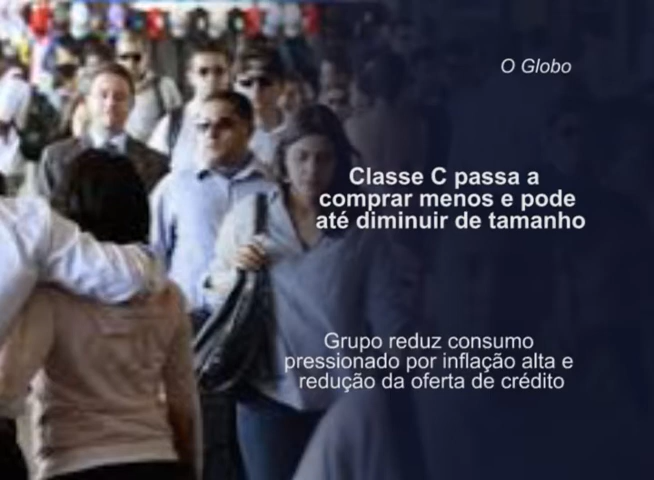 O Globo
Classe C passa a
comprar menos e pode
até diminuir de tamanho
Grupo reduz consumo
pressionado por inflação alta e
redução da oferta de crédito